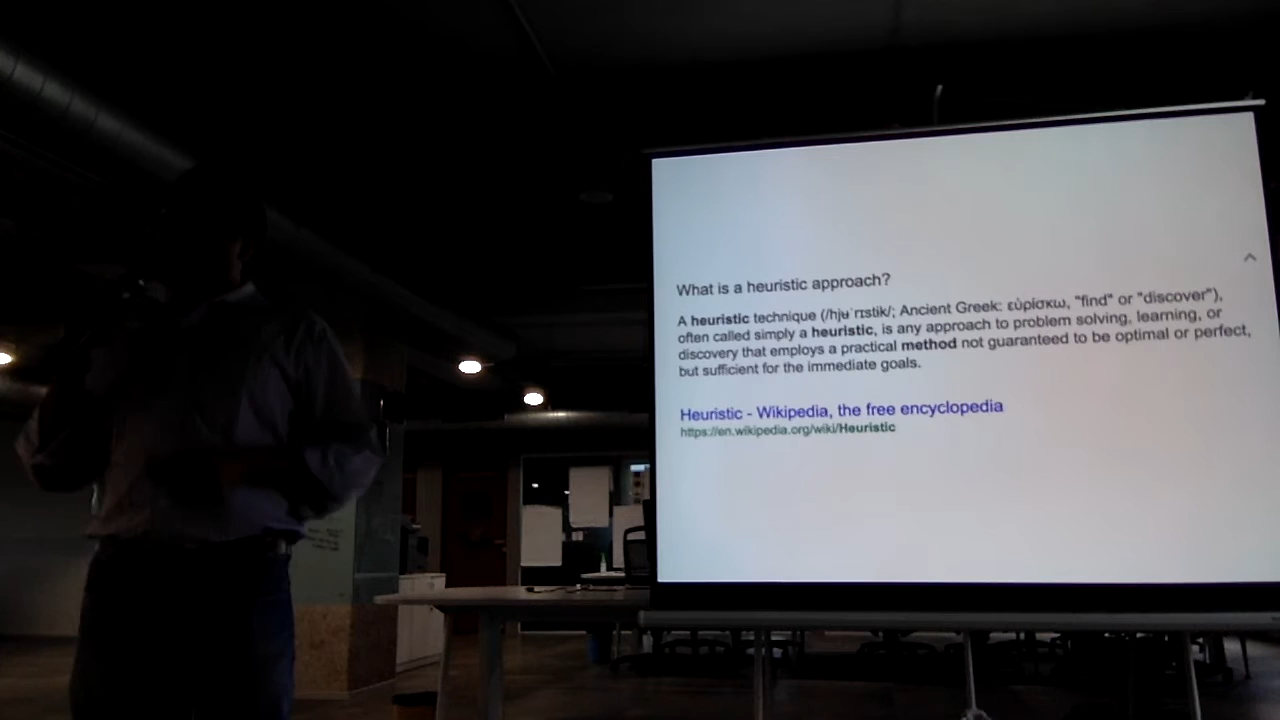 What is a heuristic approach?
A heuristic technique (/hjʉˈrɪstik/; Ancient Greek: εὑρίσκω, "find" or "discover"),
often called simply a heuristic, is any approach to problem solving, learning, or
discovery that employs a practical method not guaranteed to be optimal or perfect,
but sufficient for the immediate goals.
Heuristic - Wikipedia, the free encyclopedia
https://en.wikipedia.org/wiki/Heuristic